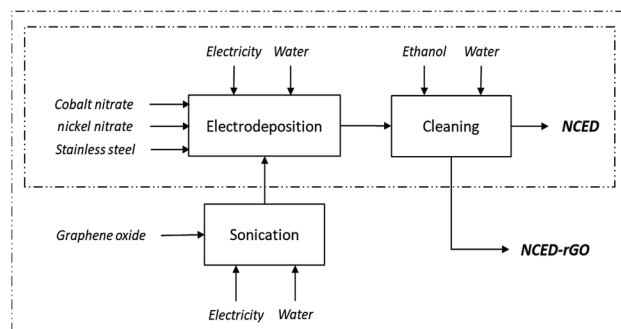 Electricity Water
Ethanol Water
Cobalt nitrate
nickel nitrate
Stainless steel
Electrodeposition
Cleaning
NCED
Graphene oxide
Sonication
NCED-rGO
Electricity Water